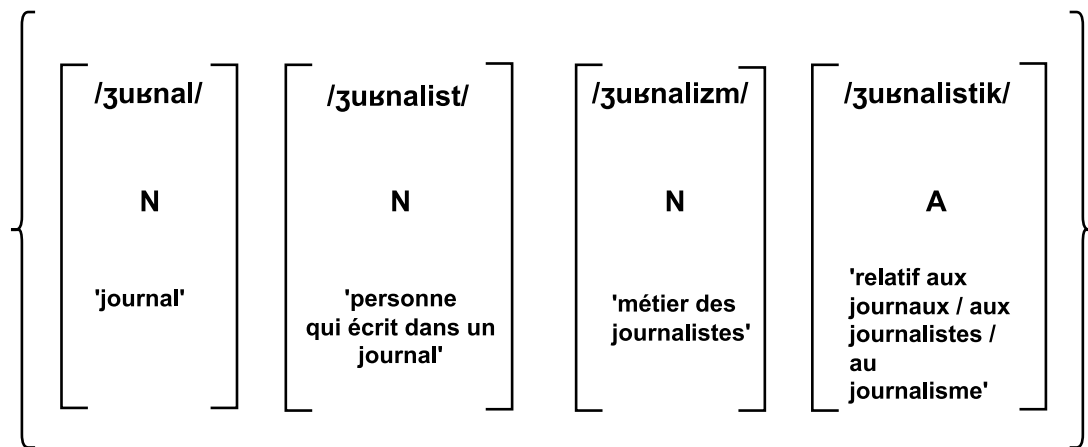 /ʒuʁnal/
N
'journal'
/ʒuʁnalist/
N
'personne
qui écrit dans un
journal'
/ʒuʁnalizm/
N
'métier des
journalistes'
/ʒuʁnalistik/
A
'relatif aux
journaux / aux
journalistes /
au
journalisme'